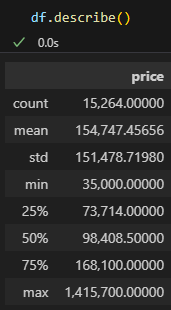 df.describe()
0.0s
price
count 15,264.00000
mean 154,747.45656
std 151,478.71980
min 35,000.00000
25% 73,714.00000
50% 98,408.50000
75% 168,100.00000
max 1,415,700.00000